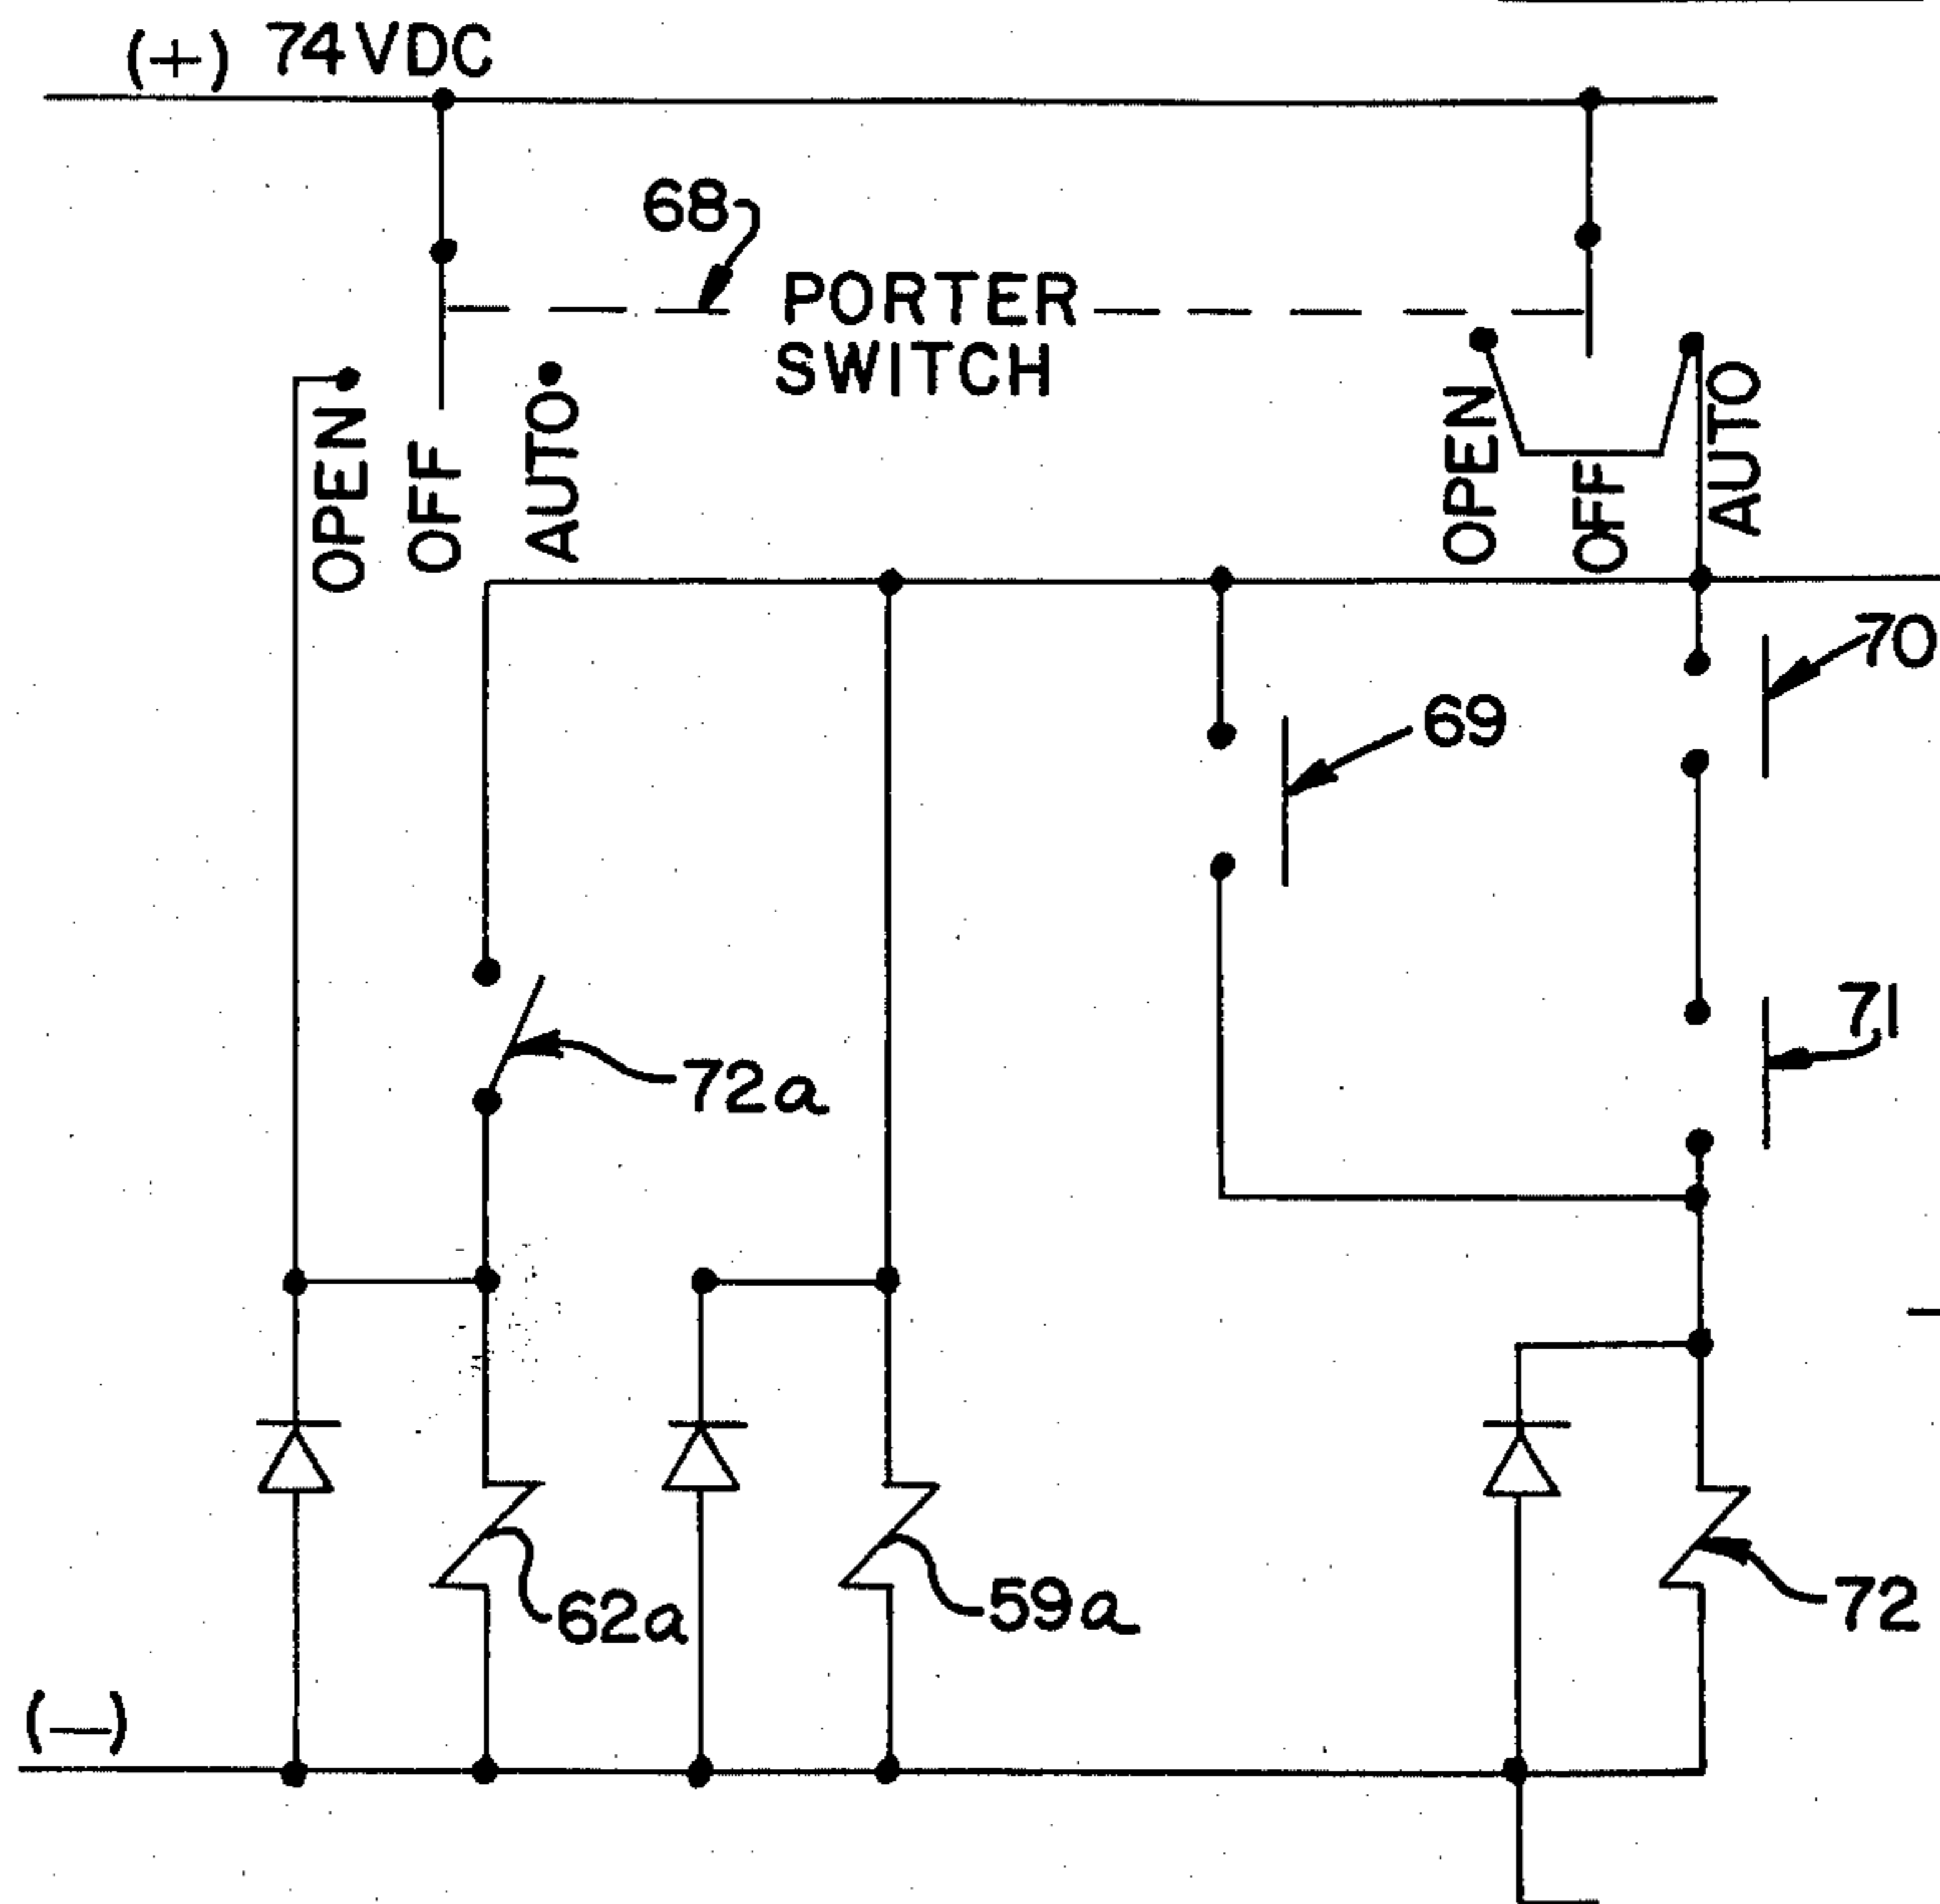 (+) 74VDC
68
PORTER
SWITCH
OPEN
OFF
AUTO
OPEN
OFF
AUTO
70
69
71
72a
62a
59a
72
(-)